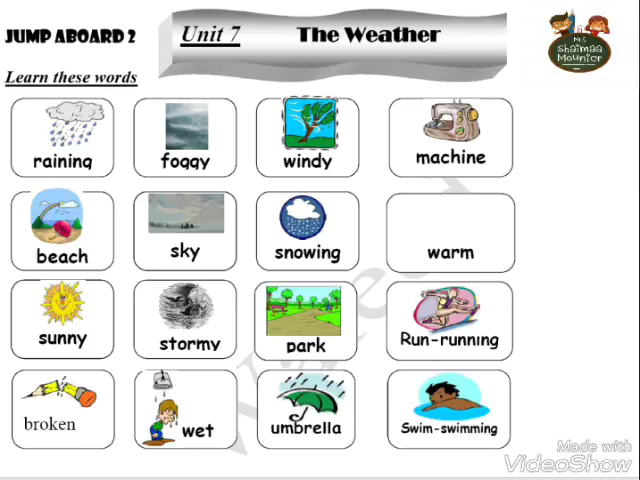 JUMP ABOARD 2
Unit 7 The Weather
Mrs
Shaimaa
Mounier
Learn these words
raining foggy windy machine
beach sky snowing warm
sunny stormy park Run-running
broken wet umbrella Swim-swimming
Made with
VideoShow